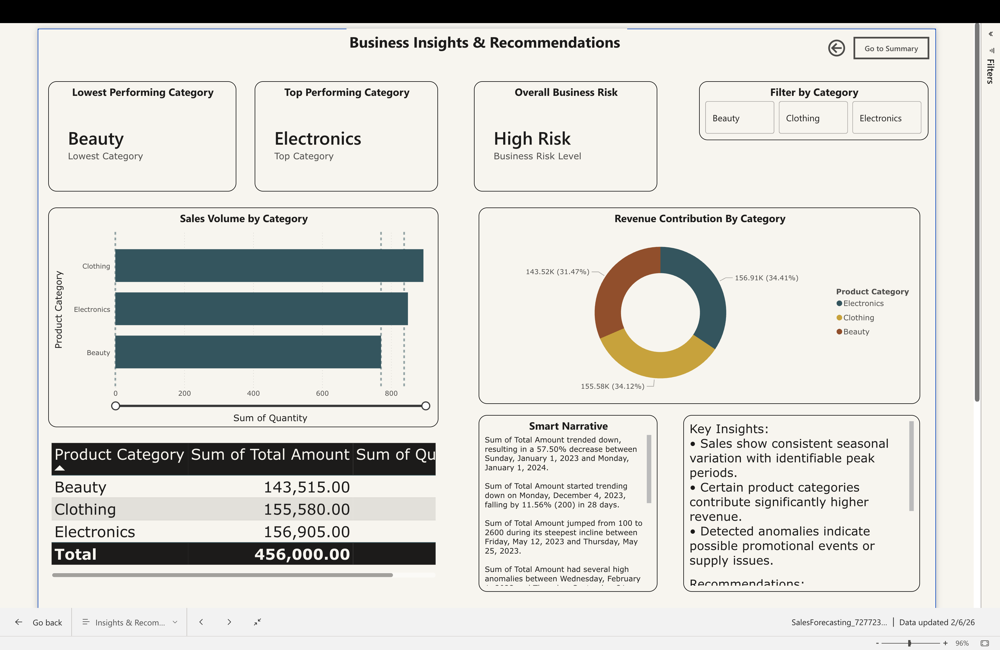 Business Insights & Recommendations
Go to Summary
Filters
Lowest Performing Category
Beauty
Lowest Category
Top Performing Category
Electronics
Top Category
Overall Business Risk
High Risk
Business Risk Level
Filter by Category
Beauty
Clothing
Electronics
Sales Volume by Category
Product Category
Clothing
Electronics
Beauty
0
200
400
600
800
Sum of Quantity
Revenue Contribution By Category
143.52K (31.47%)
156.91K (34.41%)
155.58K (34.12%)
Product Category
Electronics
Clothing
Beauty
Product Category Sum of Total Amount Sum of Qu
Beauty 143,515.00
Clothing 155,580.00
Electronics 156,905.00
Total 456,000.00
Smart Narrative
Sum of Total Amount trended down,
resulting in a 57.50% decrease between
Sunday, January 1, 2023 and Monday,
January 1, 2024.
Sum of Total Amount started trending
down on Monday, December 4, 2023,
falling by 11.56% (200) in 28 days.
Sum of Total Amount jumped from 100 to
2600 during its steepest incline between
Friday, May 12, 2023 and Thursday, May
25, 2023.
Sum of Total Amount had several high
anomalies between Wednesday, February
Key Insights:
• Sales show consistent seasonal
variation with identifiable peak
periods.
• Certain product categories
contribute significantly higher
revenue.
• Detected anomalies indicate
possible promotional events or
supply issues.
Recommendations:
Go back
Insights & Recom...
SalesForecasting_727723... | Data updated 2/6/26
- + 96%